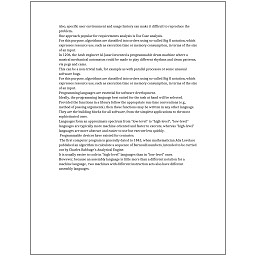 Also, specific user environment and usage history can make it difficult to reproduce the
problem.
One approach popular for requirements analysis is Use Case analysis.
For this purpose, algorithms are classified into orders using so-called Big O notation, which
expresses resource use, such as execution time or memory consumption, in terms of the size
of an input.
In 1206, the Arab engineer Al-Jazari invented a programmable drum machine where a
musical mechanical automaton could be made to play different rhythms and drum patterns,
via pegs and cams.
This can be a non-trivial task, for example as with parallel processes or some unusual
software bugs.
For this purpose, algorithms are classified into orders using so-called Big O notation, which
expresses resource use, such as execution time or memory consumption, in terms of the size
of an input.
Programming languages are essential for software development.
Ideally, the programming language best suited for the task at hand will be selected.
Provided the functions in a library follow the appropriate run-time conventions (e.g.,
method of passing arguments), then these functions may be written in any other language.
They are the building blocks for all software, from the simplest applications to the most
sophisticated ones.
Languages form an approximate spectrum from "low-level" to "high-level"; "low-level"
languages are typically more machine-oriented and faster to execute, whereas "high-level"
languages are more abstract and easier to use but execute less quickly.
Programmable devices have existed for centuries.
The first computer program is generally dated to 1843, when mathematician Ada Lovelace
published an algorithm to calculate a sequence of Bernoulli numbers, intended to be carried
out by Charles Babbage's Analytical Engine.
It is usually easier to code in "high-level" languages than in "low-level" ones.
However, because an assembly language is little more than a different notation for a
machine language, two machines with different instruction sets also have different
assembly languages.